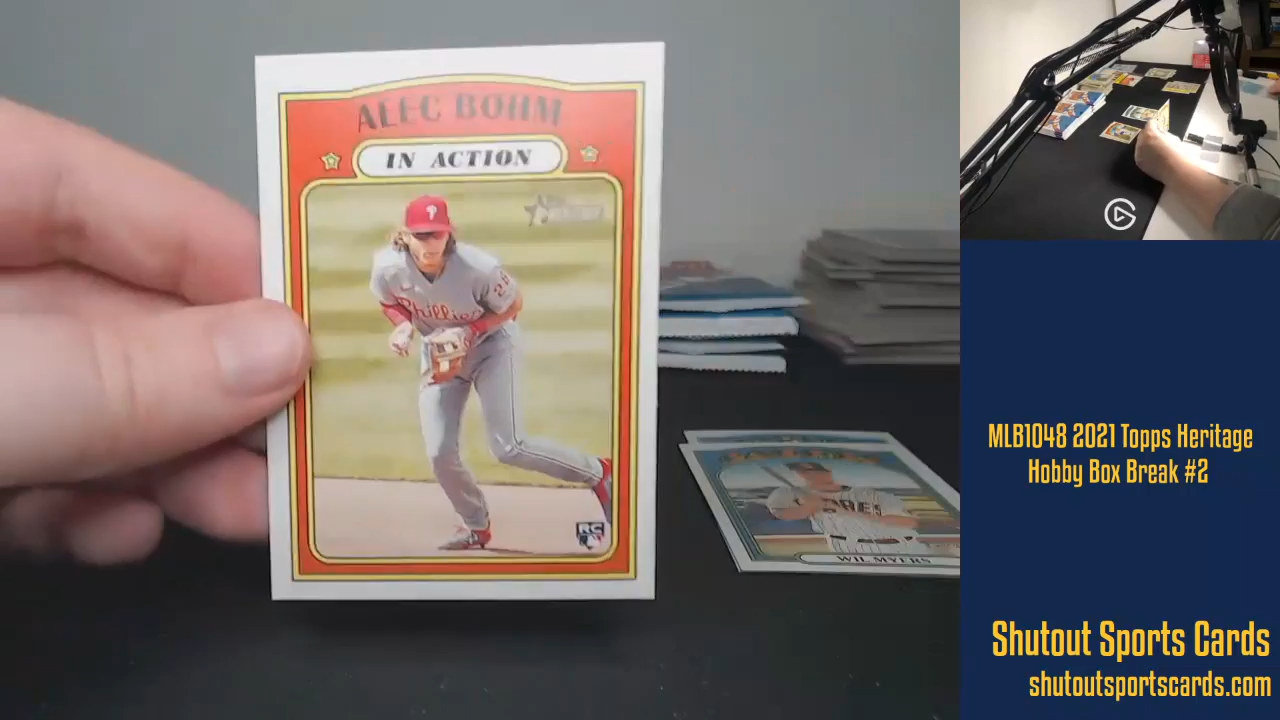 ALEC BOHM
IN ACTION
Phillies
28
RC
WIL MYERS
MLB1048 2021 Topps Heritage
Hobby Box Break #2
Shutout Sports Cards
shutoutsportscards.com